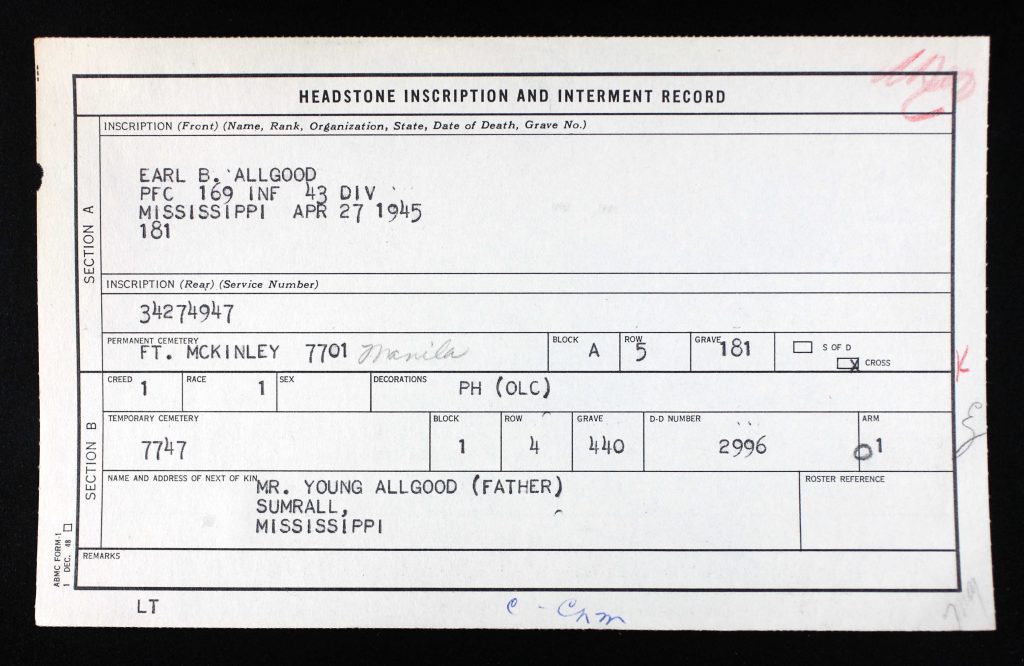 HEADSTONE INSCRIPTION AND INTERMENT RECORD
SECTION A
INSCRIPTION (Front) (Name, Rank, Organization, State, Date of Death, Grave No.)
EARL B. ALLGOOD
PFC 169 INF 43 DIV
MISSISSIPPI APR 27 1945
181
INSCRIPTION (Rear) (Service Number)
34274947
PERMANENT CEMETERY
FT. MCKINLEY 7701 Manila
BLOCK
A
ROW
5
GRAVE
181
S OF D
X CROSS
SECTION B
CREED
1
RACE
1
SEX
DECORATIONS
PH (OLC)
TEMPORARY CEMETERY
7747
BLOCK
1
ROW
4
GRAVE
440
D-D NUMBER
2996
ARM
01
NAME AND ADDRESS OF NEXT OF KIN
MR. YOUNG ALLGOOD (FATHER)
SUMRALL,
MISSISSIPPI
ROSTER REFERENCE
REMARKS
ABMC FORM-1
1 DEC. 48
LT